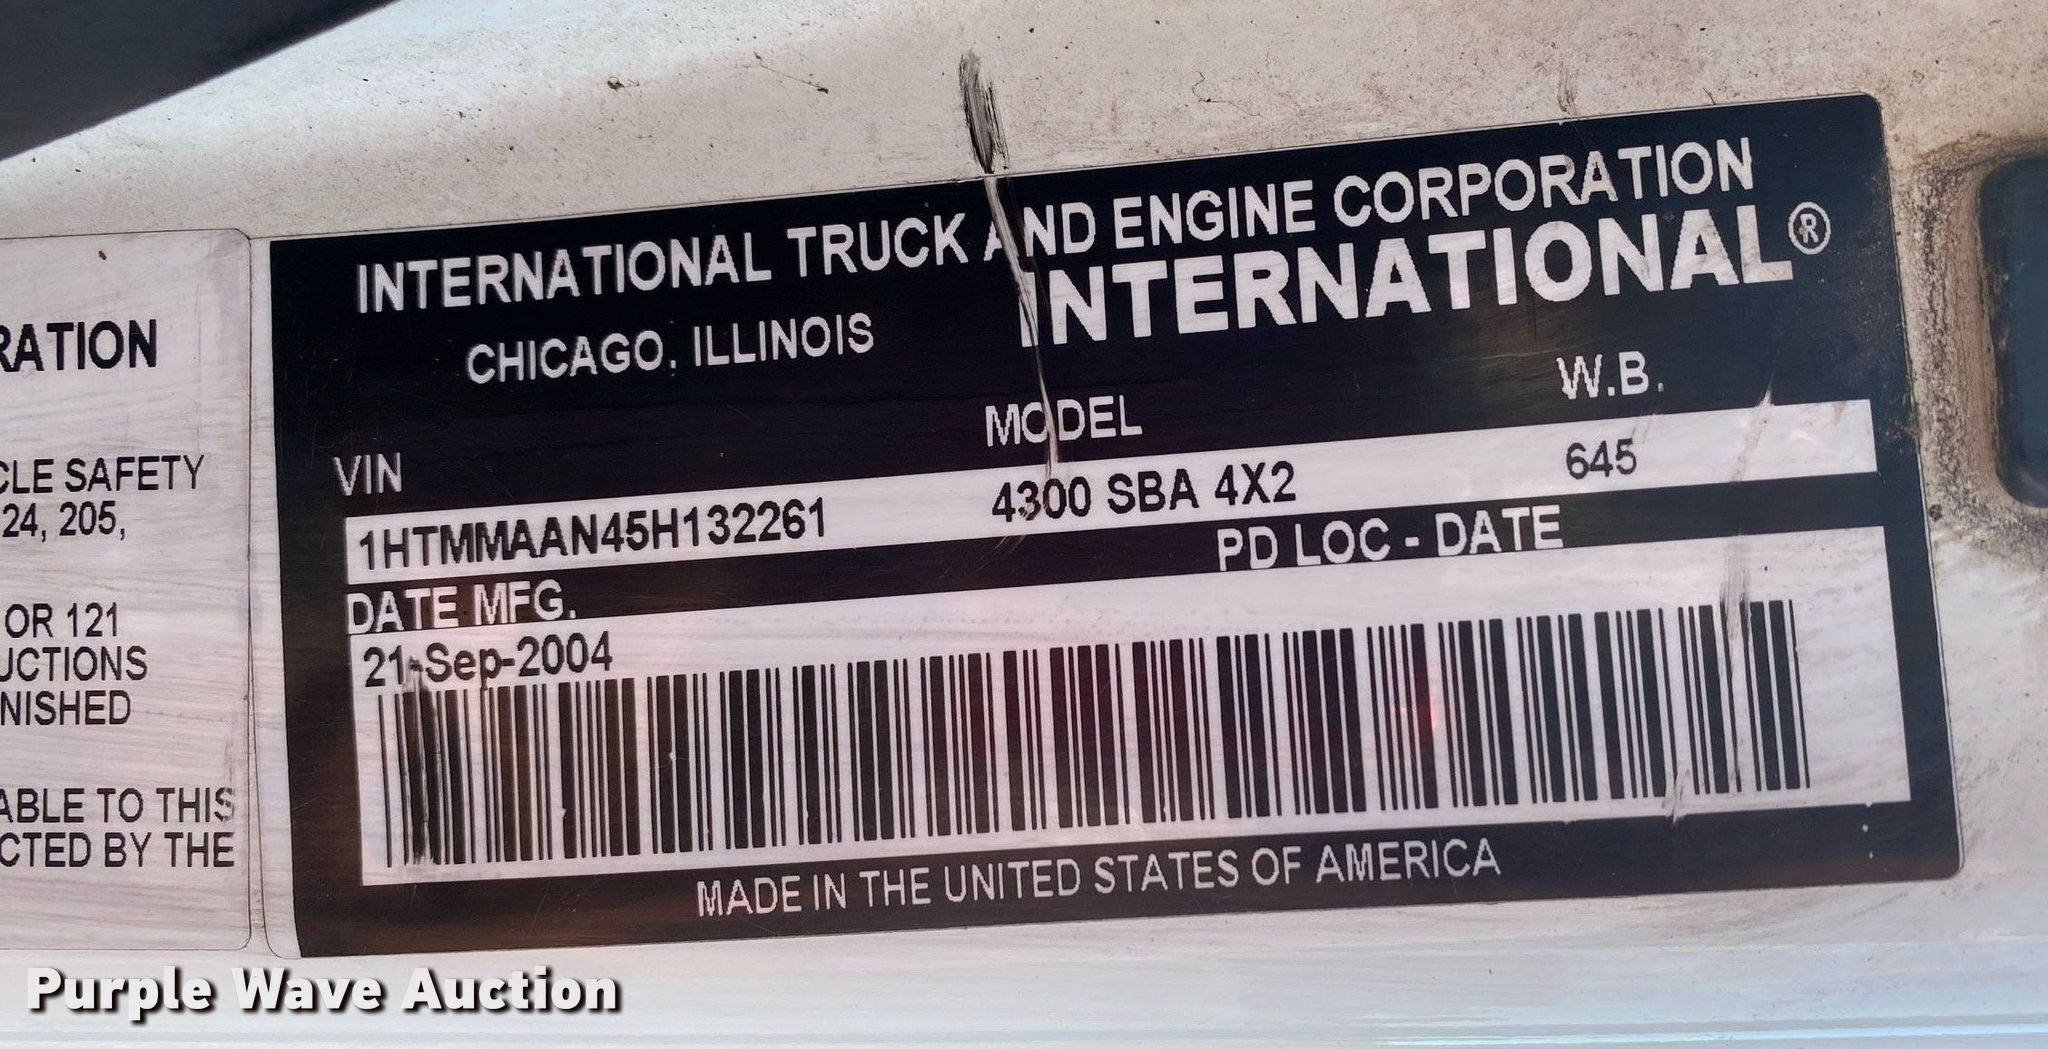 RATION
CLE SAFETY
24, 205,
OR 121
UCTIONS
NISHED
ABLE TO THIS
CTED BY THE
INTERNATIONAL TRUCK AND ENGINE CORPORATION
CHICAGO, ILLINOIS
INTERNATIONAL®
VIN MODEL W.B.
1HTMMAAN45H132261 4300 SBA 4X2 645
DATE MFG. PD LOC - DATE
21-Sep-2004
MADE IN THE UNITED STATES OF AMERICA
Purple Wave Auction